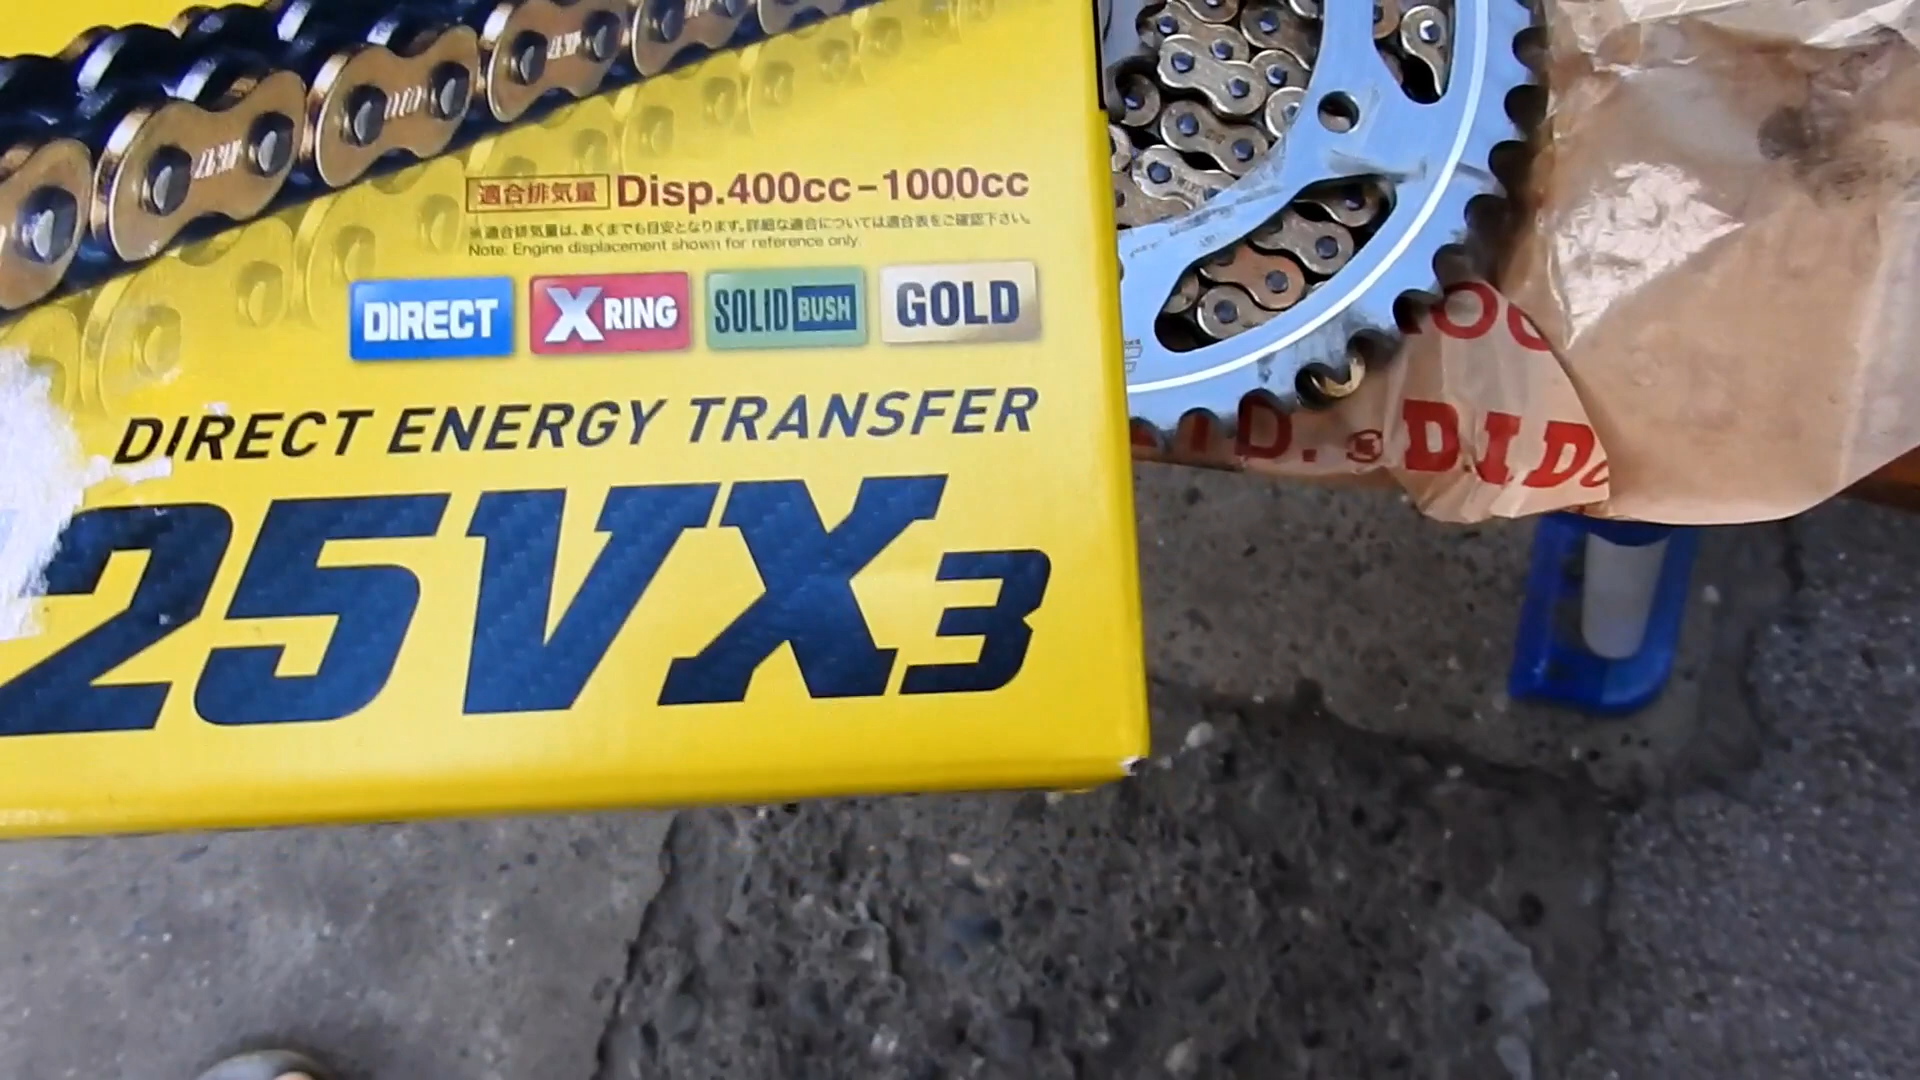 適合排気量 Disp.400cc-1000cc
※適合排気量は、あくまでも目安となります。詳細な適合については適合表をご確認下さい。
Note: Engine displacement shown for reference only.
DIRECT X RING SOLID BUSH GOLD
DIRECT ENERGY TRANSFER
25VX3
D.I.D